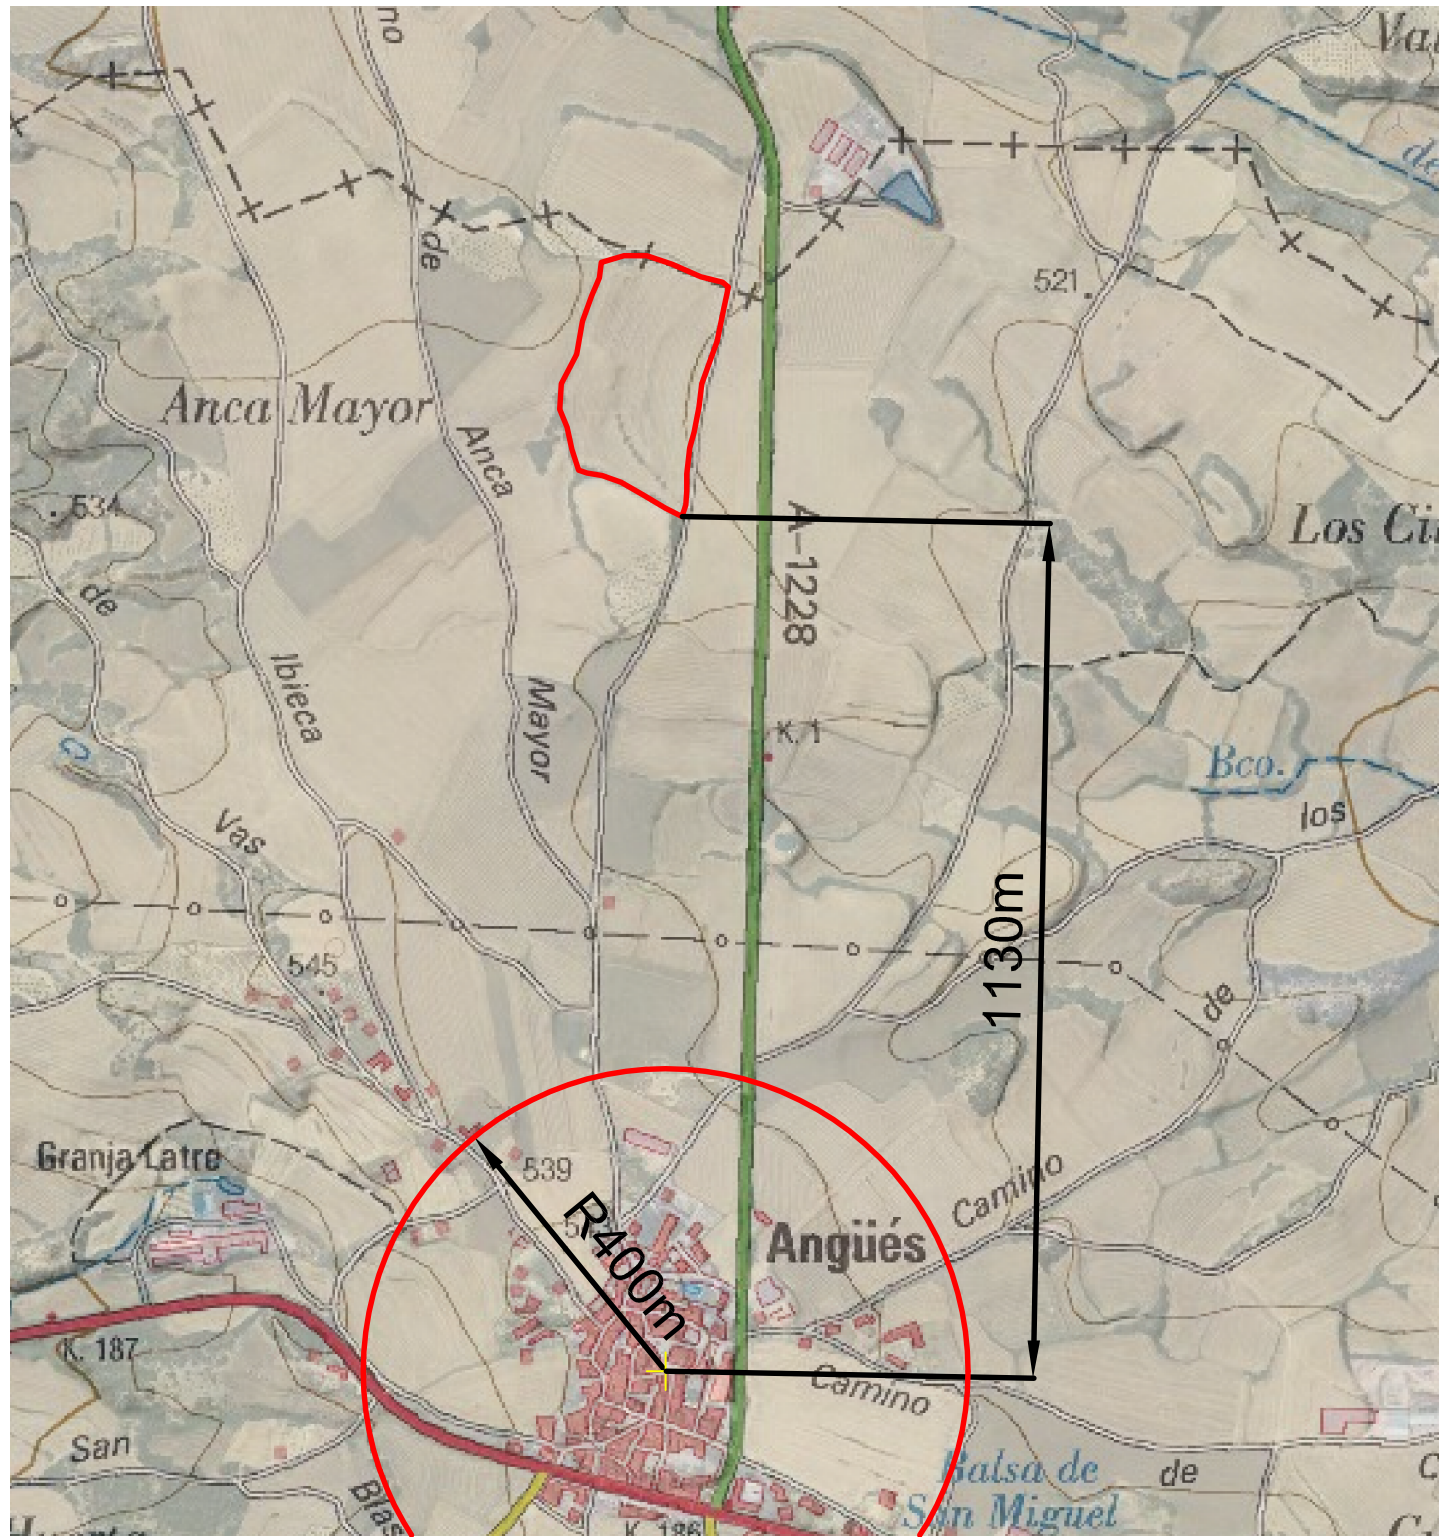 no
Val
de
de
521
Anca Mayor
Anca
534
A-1228
Los Ci
de
Ibieca
Mayor
K. 1
Bco.
los
Vas
1130m
545
de
Granja Latre
539
Camino
R400m
Angüés
K. 187
Camino
San
Balsa de
San Miguel
de
C
Blas
K. 186